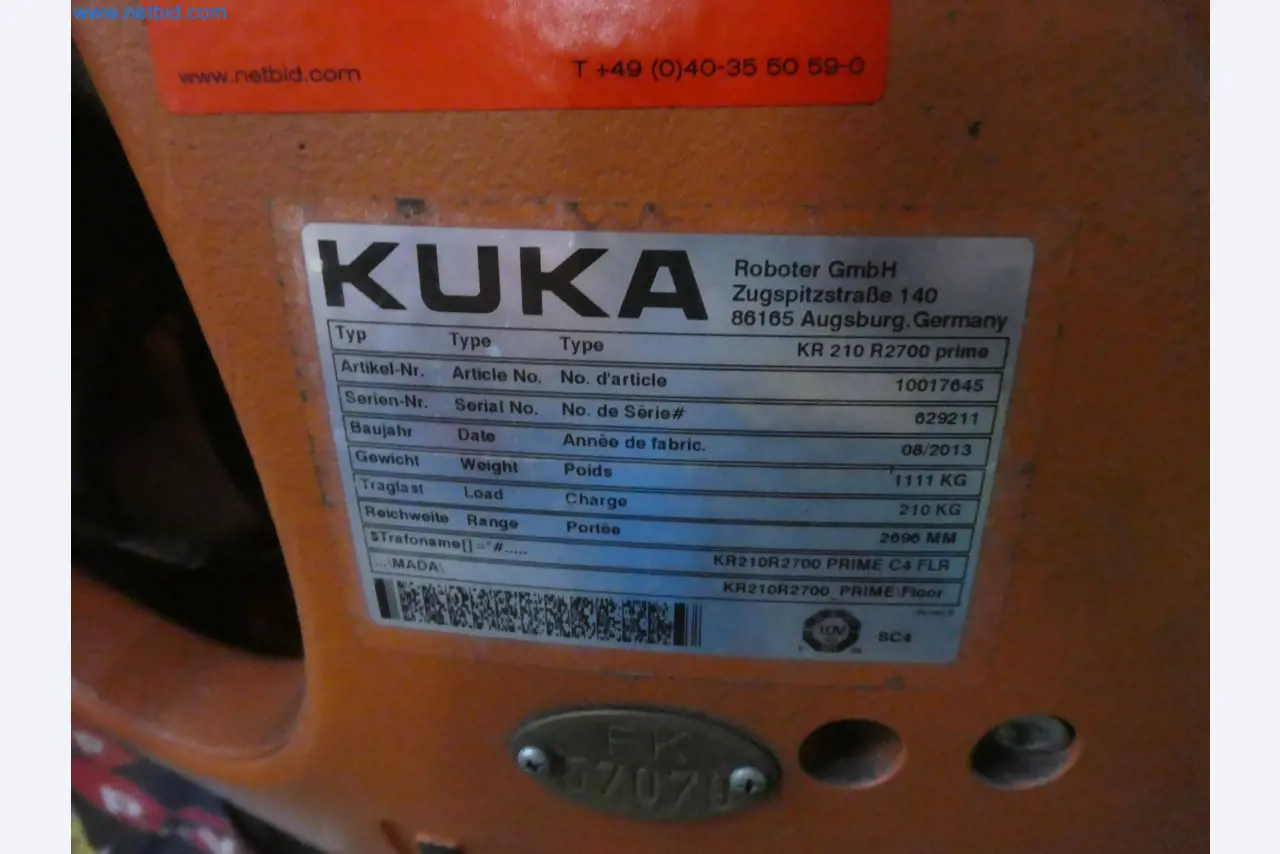 www.netbid.com
www.netbid.com T +49 (0)40-35 50 59-0
KUKA
Roboter GmbH
Zugspitzstraße 140
86165 Augsburg.Germany
Typ Type Type KR 210 R2700 prime
Artikel-Nr. Article No. No. d'article 10017645
Serien-Nr. Serial No. No. de Série# 629211
Baujahr Date Année de fabric. 08/2013
Gewicht Weight Poids 1111 KG
Traglast Load Charge 210 KG
Reichweite Range Portée 2696 MM
$Trafoname[]="#..... KR210R2700 PRIME C4 FLR
...\MADA\ KR210R2700_PRIME\Floor
TÜV SC4
FK